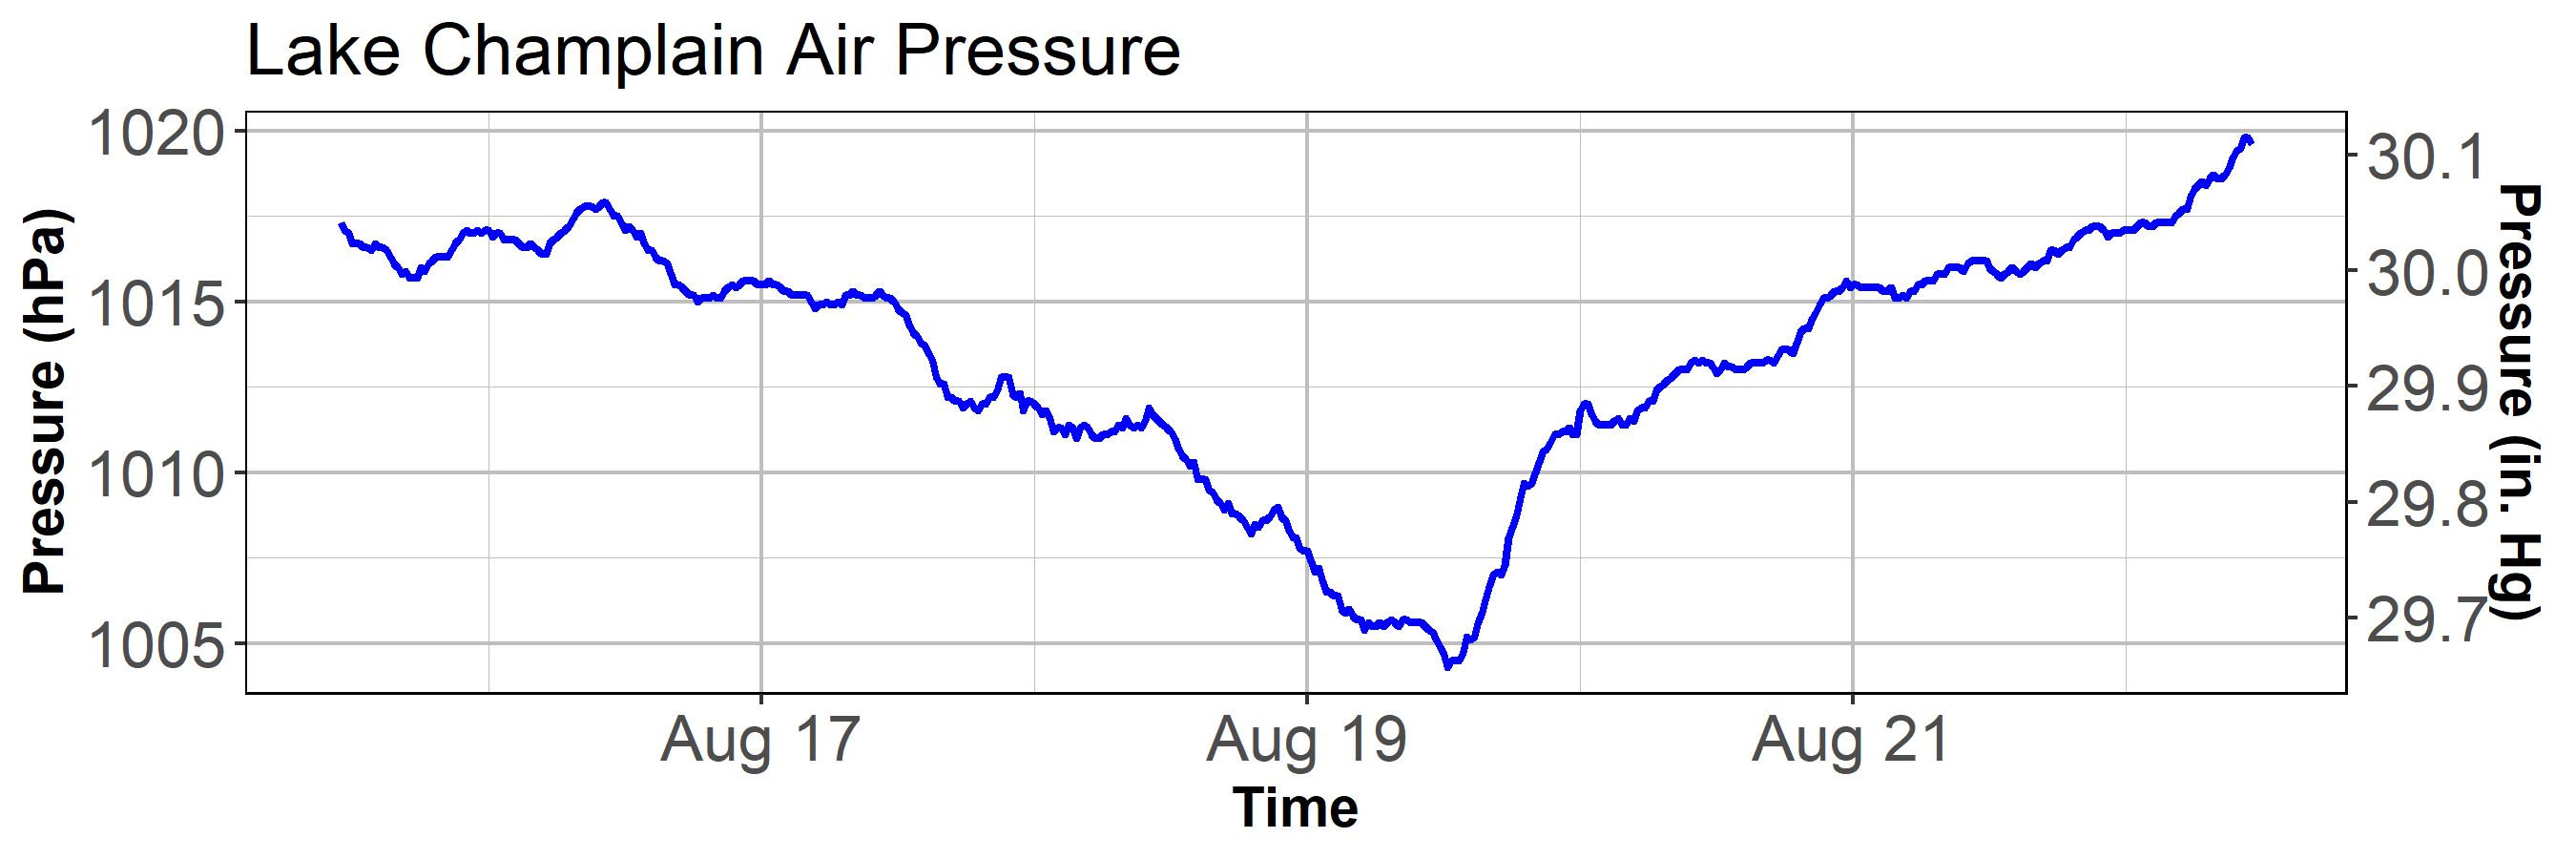 Lake Champlain Air Pressure
Pressure (hPa)
1020
1015
1010
1005
30.1
30.0
29.9
29.8
29.7
Pressure (in. Hg)
Aug 17 Aug 19 Aug 21
Time